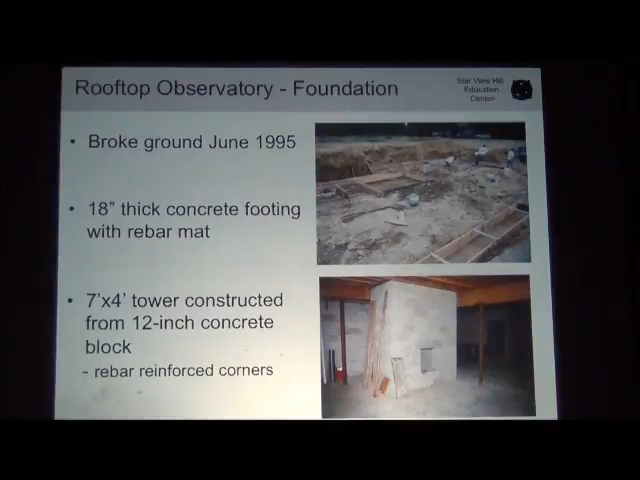 Rooftop Observatory - Foundation
Star View Hill
Education
Center
• Broke ground June 1995
• 18” thick concrete footing
with rebar mat
• 7’x4’ tower constructed
from 12-inch concrete
block
- rebar reinforced corners